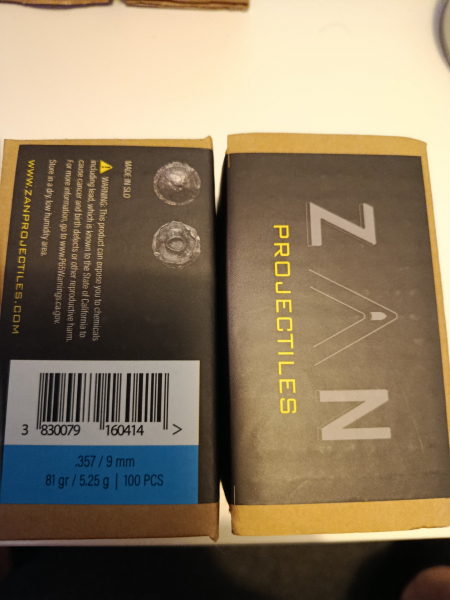 MADE IN SLO
⚠ WARNING: This product can expose you to chemicals
including lead, which is known to the State of California to
cause cancer and birth defects or other reproductive harm.
For more information, go to www.P65Warnings.ca.gov.
Store in a dry, low humidity area.
WWW.ZANPROJECTILES.COM
3 830079 160414 >
.357 / 9 mm
81 gr / 5.25 g | 100 PCS
ZAN
PROJECTILES